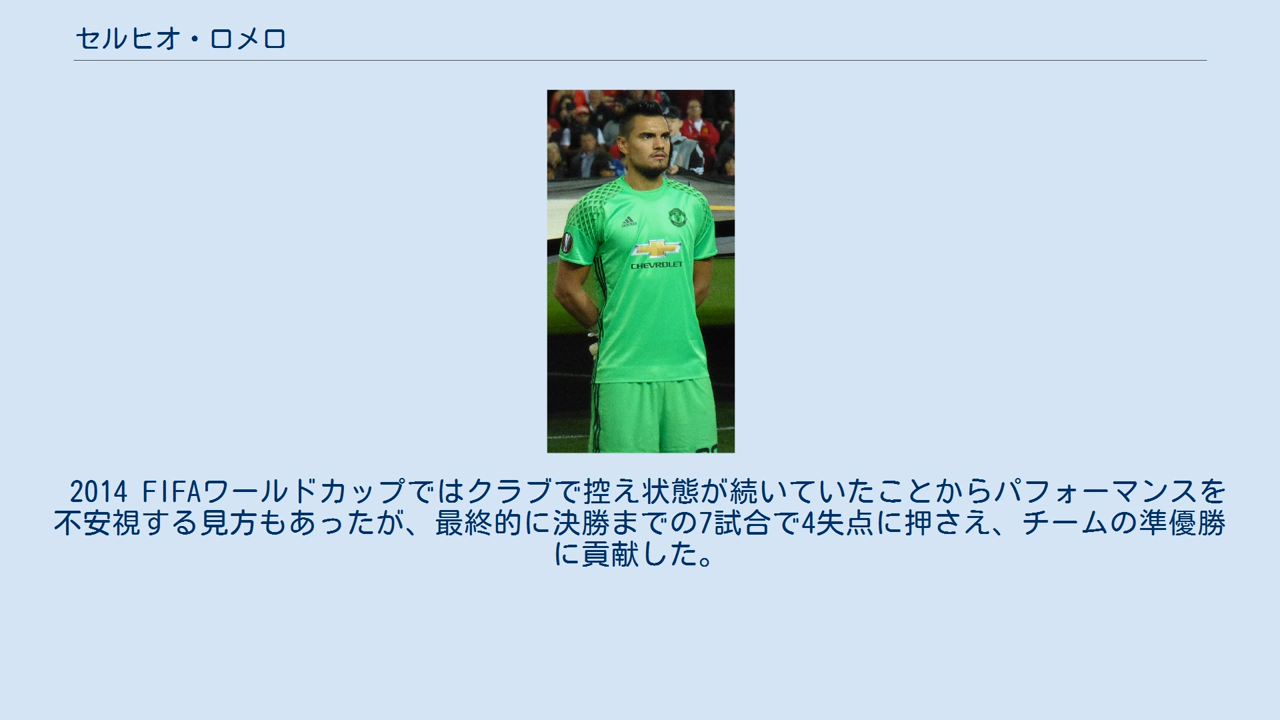 セルヒオ・ロメロ
CHEVROLET
2014 FIFAワールドカップではクラブで控え状態が続いていたことからパフォーマンスを
不安視する見方もあったが、最終的に決勝までの7試合で4失点に押さえ、チームの準優勝
に貢献した。